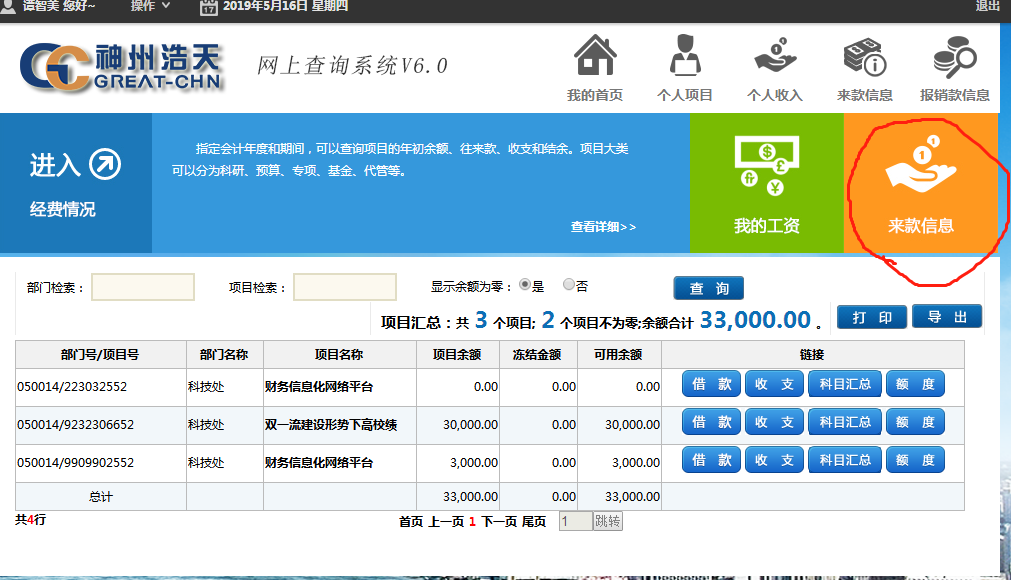 谭智美 您好~ 操作 17 2019年5月16日 星期四 退出
神州浩天
GREAT-CHN
网上查询系统V6.0
我的首页 个人项目 个人收入 来款信息 报销款信息
进入
经费情况
指定会计年度和期间，可以查询项目的年初余额、往来款、收支和结余。项目大类
可以分为科研、预算、专项、基金、代管等。
查看详细>>
我的工资
来款信息
部门检索： 项目检索： 显示余额为零： 是 否 查 询
项目汇总：共 3 个项目; 2 个项目不为零;余额合计 33,000.00 。 打 印 导 出
部门号/项目号 部门名称 项目名称 项目余额 冻结金额 可用余额 链接
050014/223032552 科技处 财务信息化网络平台 0.00 0.00 0.00 借 款 收 支 科目汇总 额 度
050014/9232306652 科技处 双一流建设形势下高校绩 30,000.00 0.00 30,000.00 借 款 收 支 科目汇总 额 度
050014/9909902552 科技处 财务信息化网络平台 3,000.00 0.00 3,000.00 借 款 收 支 科目汇总 额 度
总计 33,000.00 0.00 33,000.00
共4行 首页 上一页 1 下一页 尾页 1 跳转